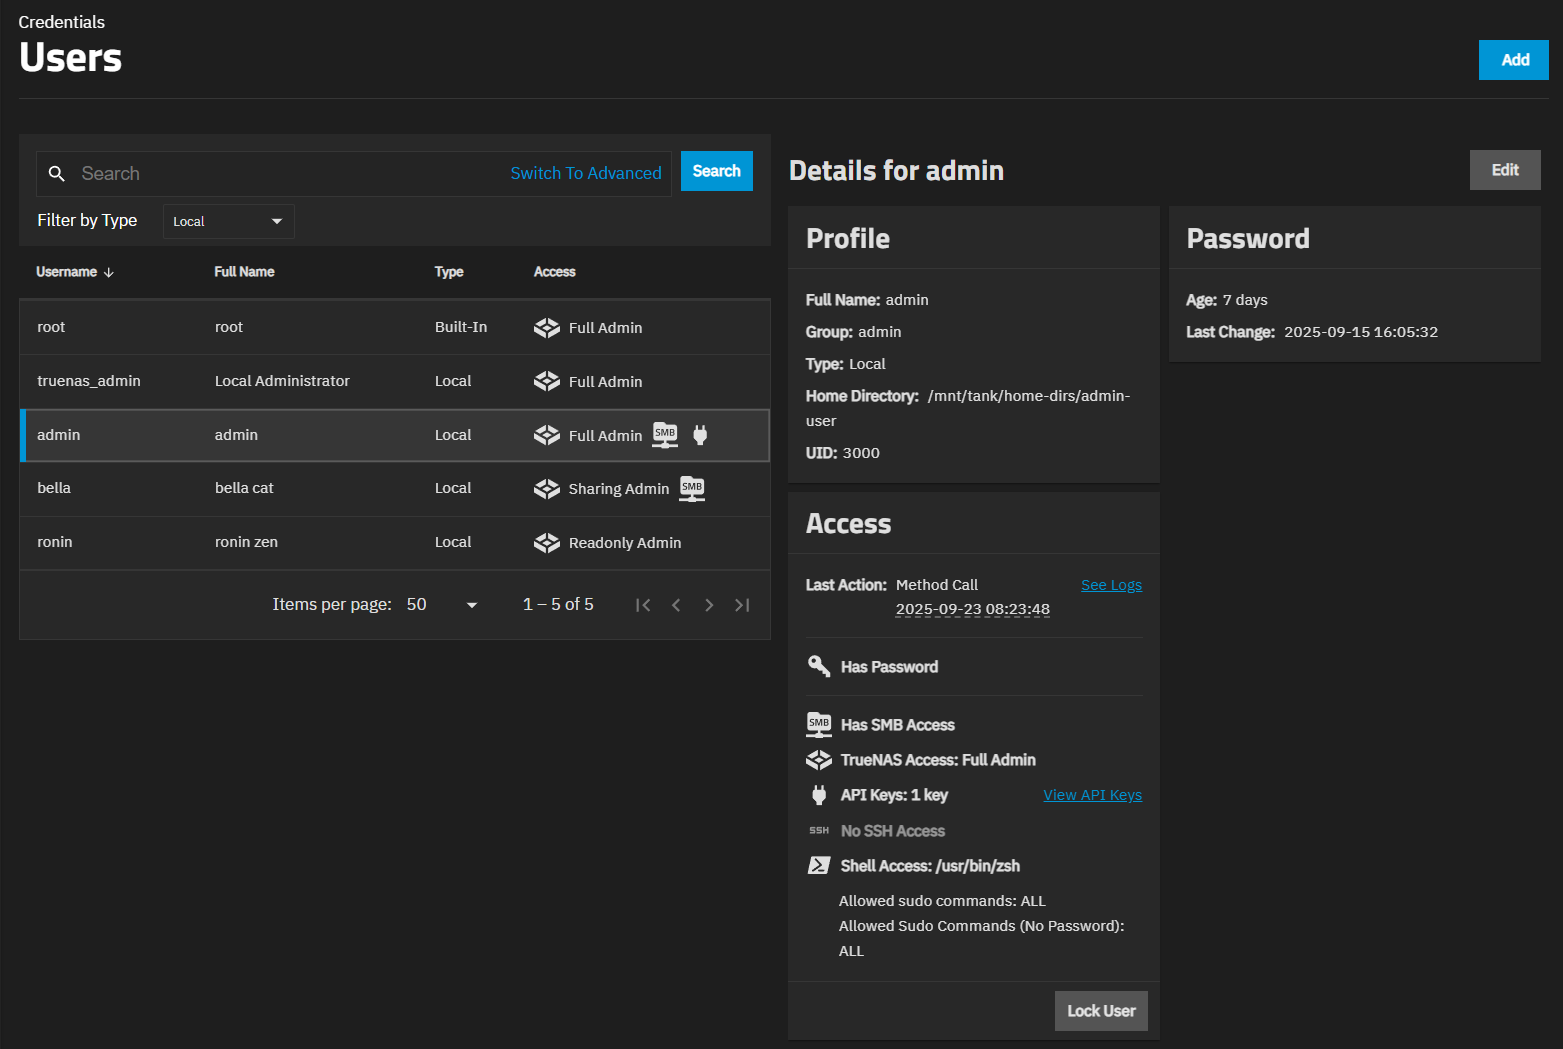 Credentials
Users
Add
Search
Switch To Advanced
Search
Filter by Type
Local
Username
Full Name
Type
Access
root
root
Built-In
Full Admin
truenas_admin
Local Administrator
Local
Full Admin
admin
admin
Local
Full Admin
SMB
bella
bella cat
Local
Sharing Admin
SMB
ronin
ronin zen
Local
Readonly Admin
Items per page:
50
1 – 5 of 5
Details for admin
Edit
Profile
Full Name: admin
Group: admin
Type: Local
Home Directory: /mnt/tank/home-dirs/admin-
user
UID: 3000
Password
Age: 7 days
Last Change: 2025-09-15 16:05:32
Access
Last Action: Method Call
See Logs
2025-09-23 08:23:48
Has Password
SMB Has SMB Access
TrueNAS Access: Full Admin
API Keys: 1 key
View API Keys
SSH No SSH Access
Shell Access: /usr/bin/zsh
Allowed sudo commands: ALL
Allowed Sudo Commands (No Password):
ALL
Lock User